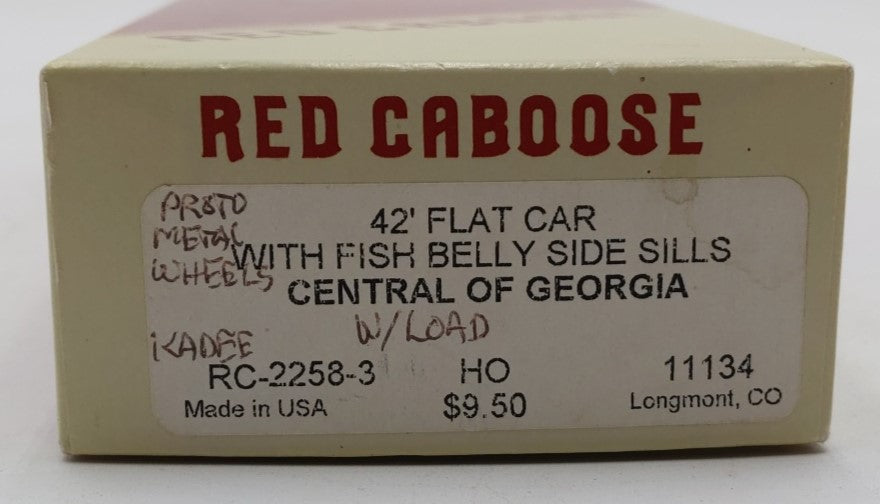 RED CABOOSE
PROTO
METAL
WHEELS
42' FLAT CAR
WITH FISH BELLY SIDE SILLS
CENTRAL OF GEORGIA
W/LOAD
KADEE
RC-2258-3 HO 11134
Made in USA $9.50 Longmont, CO